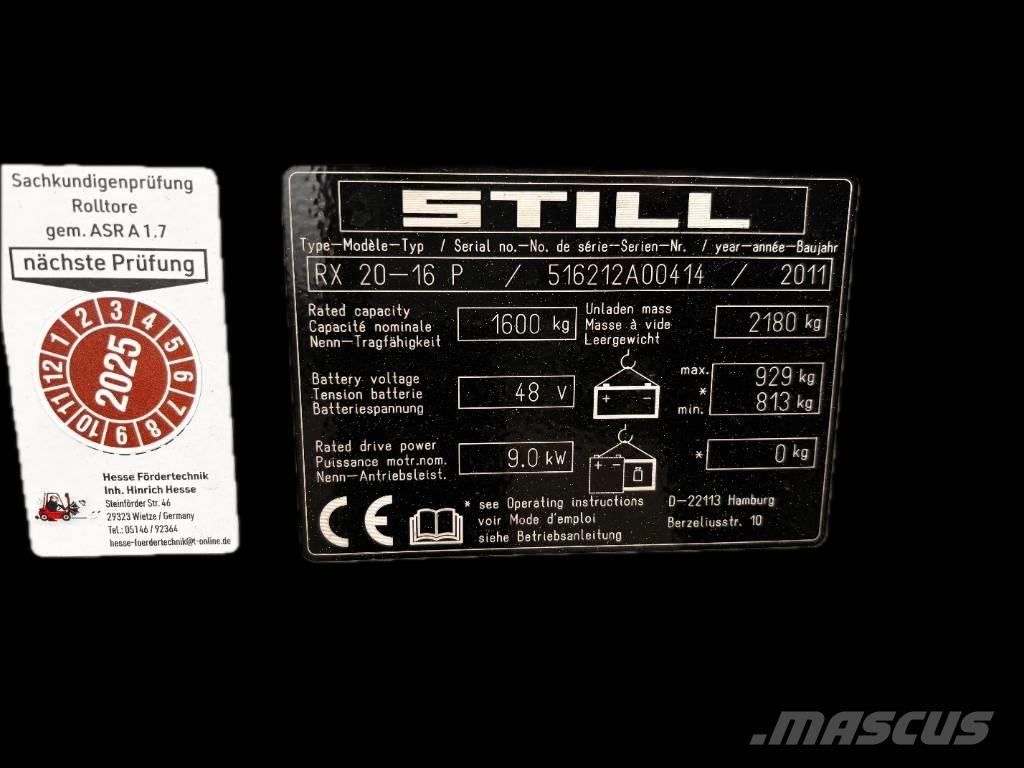 Sachkundigenprüfung
Rolltore
gem. ASR A 1,7
nächste Prüfung
1 2 3 4 5 6 7 8 9 10 11 12
2025
Hesse Fördertechnik
Inh. Hinrich Hesse
Steinförder Str. 46
29323 Wietze / Germany
Tel.: 05146 / 92364
hesse-foerdertechnik@t-online.de
STILL
Type-Modèle-Typ / Serial no.-No. de série-Serien-Nr. / year-année-Baujahr
RX 20-16 P / 516212A00414 / 2011
Rated capacity
Capacité nominale
Nenn-Tragfähigkeit
1600 kg
Unladen mass
Masse à vide
Leergewicht
2180 kg
Battery voltage
Tension batterie
Batteriespannung
48 V
+ -
max.
*
min.
929 kg
813 kg
Rated drive power
Puissance motr.nom.
Nenn-Antriebsleist.
9.0 kW
+ -
* 0 kg
CE
* see Operating instructions
voir Mode d'emploi
siehe Betriebsanleitung
D-22113 Hamburg
Berzeliusstr. 10
.MASCUS